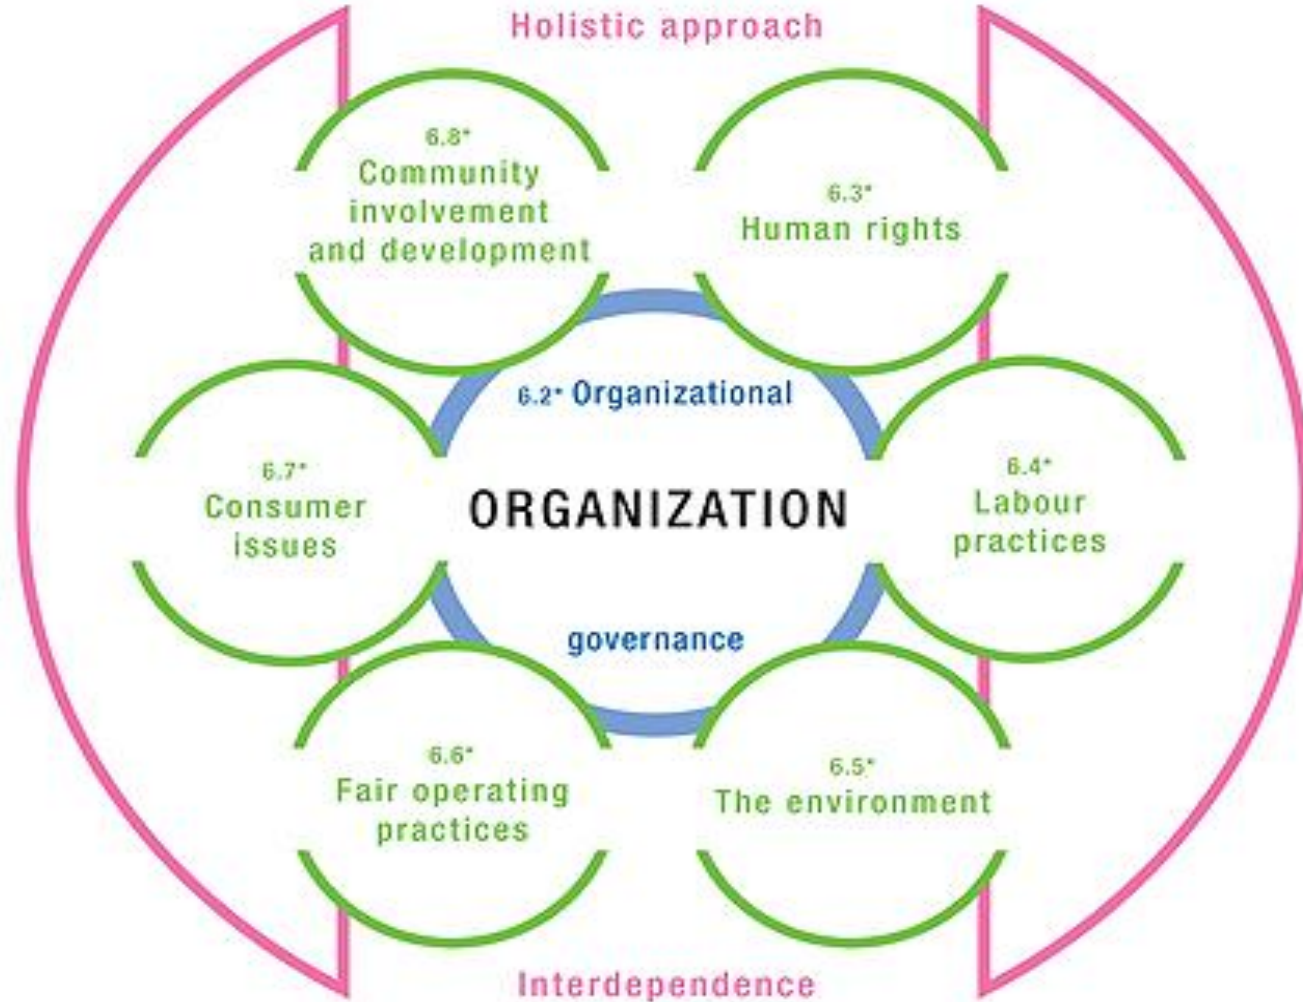 Holistic approach
6.8*
Community
involvement
and development
6.3*
Human rights
6.2* Organizational
6.7*
Consumer
issues
ORGANIZATION
6.4*
Labour
practices
governance
6.6*
Fair operating
practices
6.5*
The environment
Interdependence